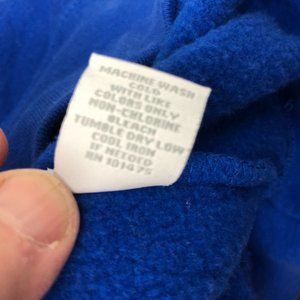 MACHINE WASH
COLD
WITH LIKE
COLORS ONLY
NON-CHLORINE
BLEACH
TUMBLE DRY LOW
COOL IRON
IF NEEDED
RN 101475